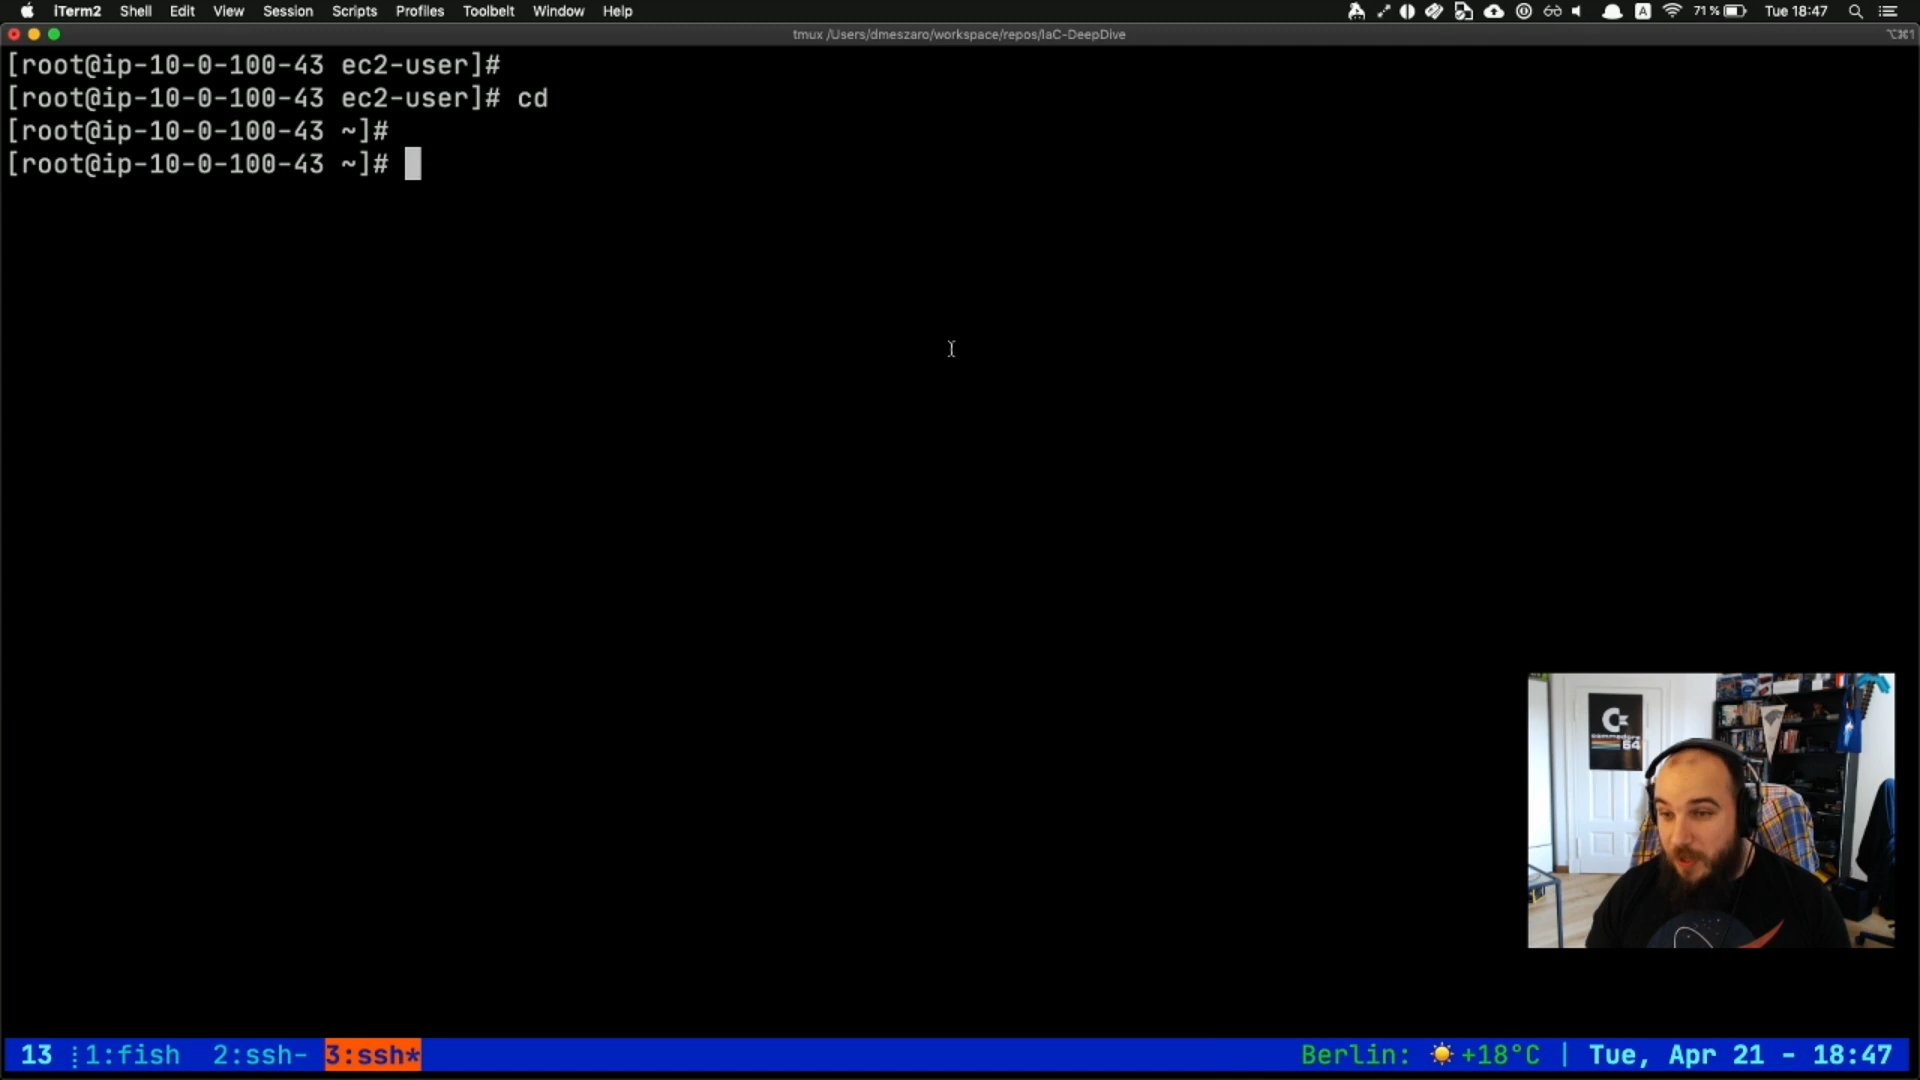 iTerm2 Shell Edit View Session Scripts Profiles Toolbelt Window Help
71% Tue 18:47
tmux /Users/dmeszaro/workspace/repos/IaC-DeepDive
⌥⌘1
[root@ip-10-0-100-43 ec2-user]#
[root@ip-10-0-100-43 ec2-user]# cd
[root@ip-10-0-100-43 ~]#
[root@ip-10-0-100-43 ~]#
commodore
64
13 1:fish 2:ssh- 3:ssh*
Berlin: ☀️ +18°C | Tue, Apr 21 - 18:47